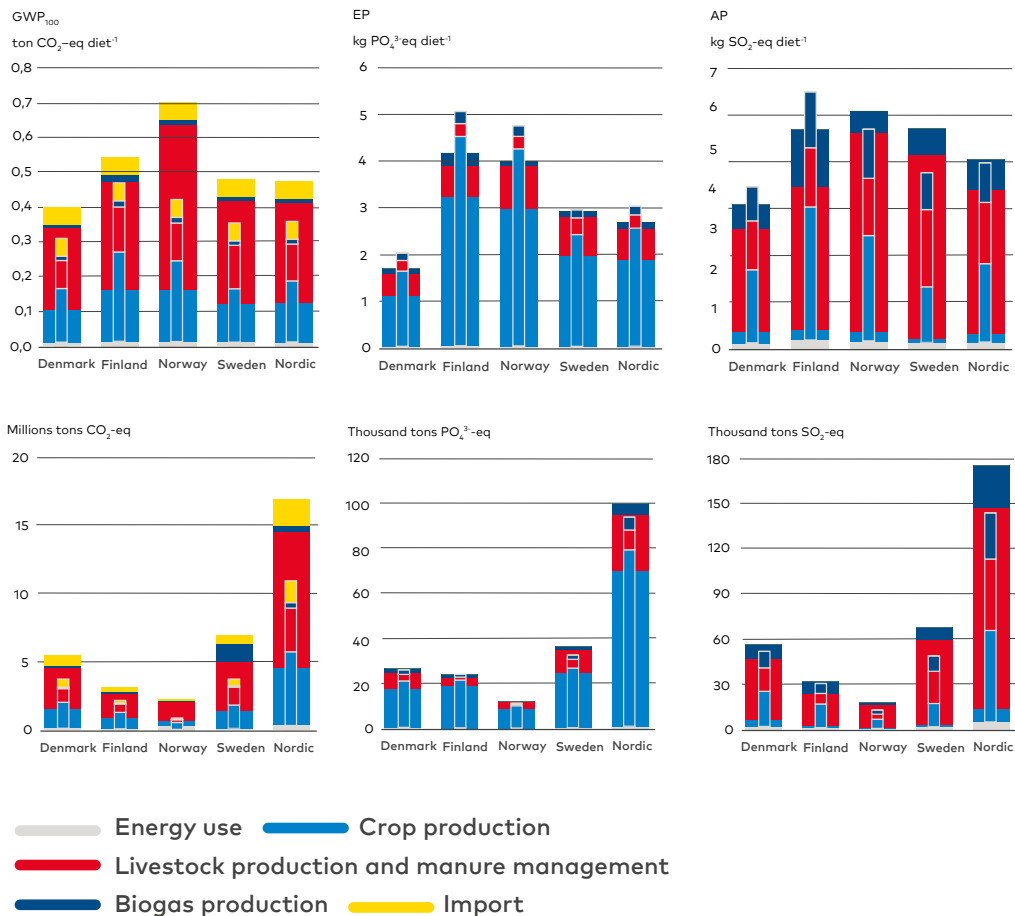 GWP₁₀₀
ton CO₂–eq diet⁻¹
0,8
0,7
0,6
0,5
0,4
0,3
0,2
0,1
0,0
Denmark Finland Norway Sweden Nordic
EP
kg PO₄³⁻eq diet⁻¹
6
5
4
3
2
1
0
Denmark Finland Norway Sweden Nordic
AP
kg SO₂-eq diet⁻¹
7
6
5
4
3
2
1
0
Denmark Finland Norway Sweden Nordic
Millions tons CO₂-eq
20
15
10
5
0
Denmark Finland Norway Sweden Nordic
Thousand tons PO₄³⁻-eq
120
100
80
60
40
20
0
Denmark Finland Norway Sweden Nordic
Thousand tons SO₂-eq
180
150
120
90
60
30
0
Denmark Finland Norway Sweden Nordic
Energy use Crop production
Livestock production and manure management
Biogas production Import